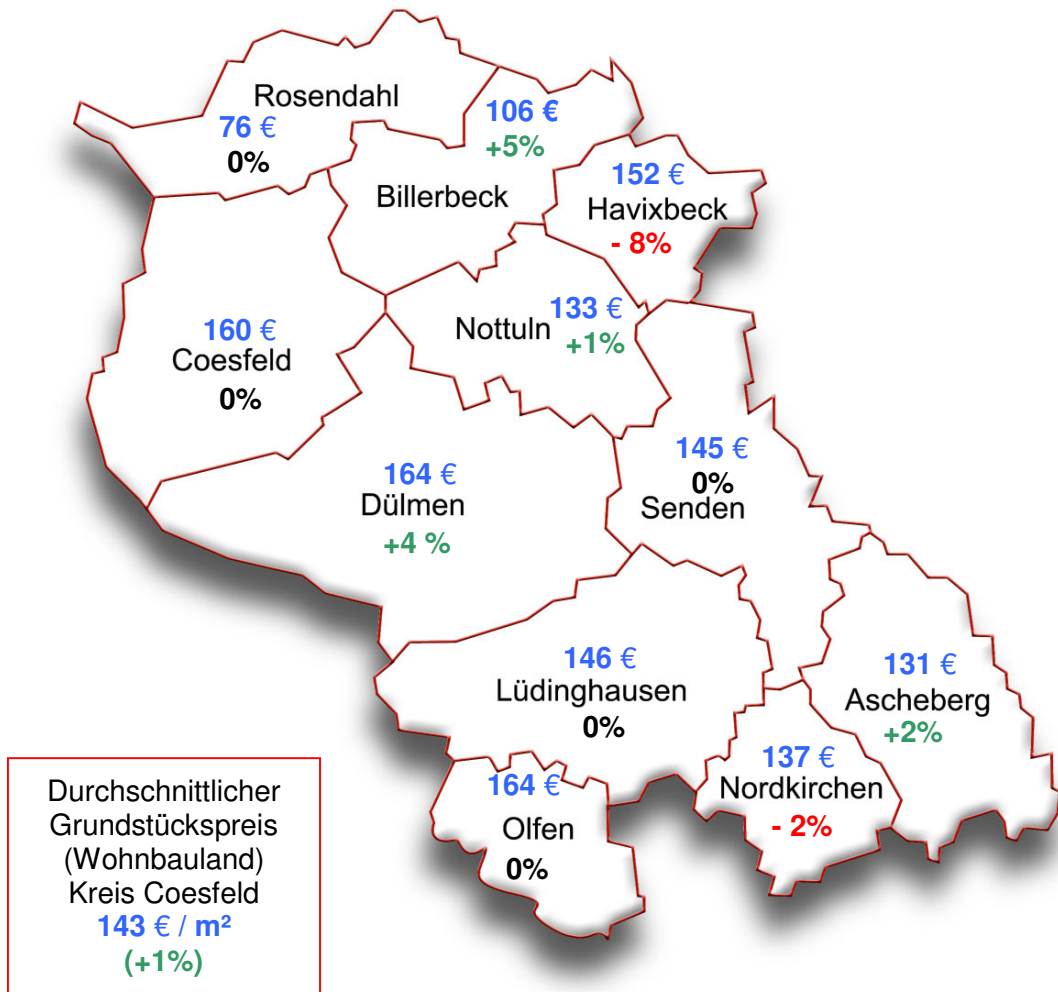 Rosendahl
76 €
0%
106 €
+5%
Billerbeck
152 €
Havixbeck
- 8%
160 €
Coesfeld
0%
Nottuln
133 €
+1%
164 €
Dülmen
+4 %
145 €
0%
Senden
146 €
Lüdinghausen
0%
131 €
Ascheberg
+2%
137 €
Nordkirchen
- 2%
164 €
Olfen
0%
Durchschnittlicher
Grundstückspreis
(Wohnbauland)
Kreis Coesfeld
143 € / m²
(+1%)